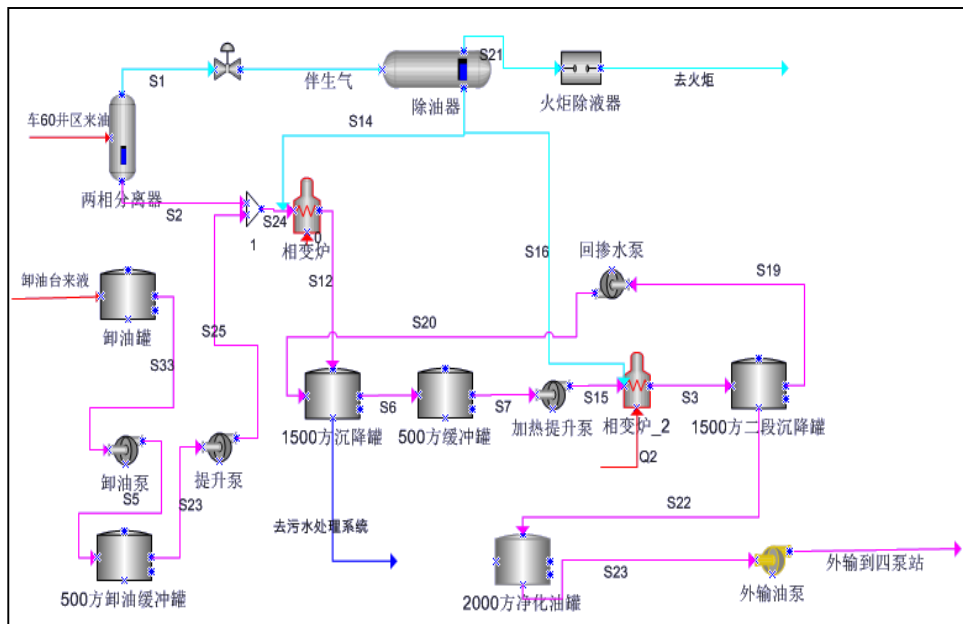 S1
S21
伴生气
除油器
火炬除液器
去火炬
车60井区来油
S14
两相分离器
S2
S24
1
0
相变炉
S16
回掺水泵
S19
卸油台来液
S12
卸油罐
S25
S20
S33
S6
S7
S15
S3
1500方沉降罐
500方缓冲罐
加热提升泵
相变炉_2
1500方二段沉降罐
Q2
卸油泵
提升泵
S5
S23
S22
去污水处理系统
500方卸油缓冲罐
2000方净化油罐
S23
外输油泵
外输到四泵站